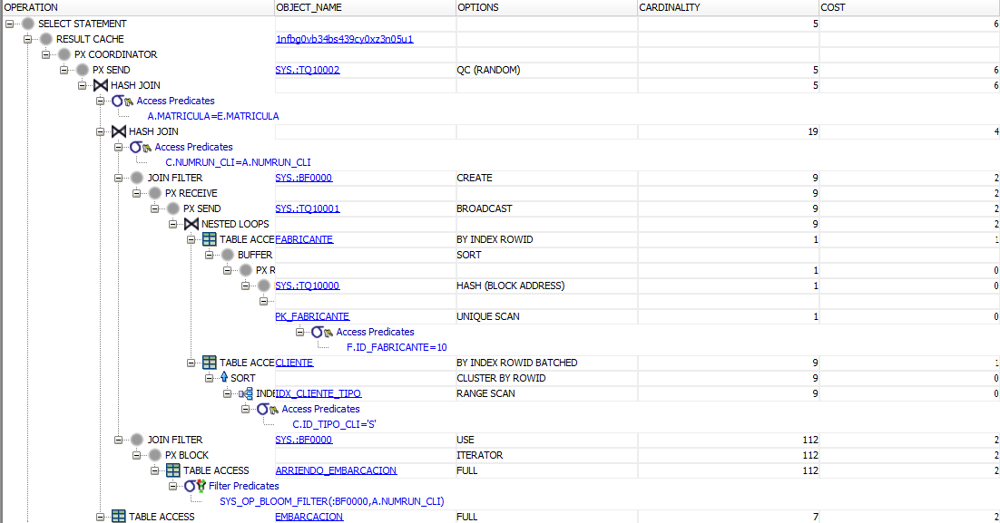 OPERATION OBJECT_NAME OPTIONS CARDINALITY COST
SELECT STATEMENT 5 6
RESULT CACHE 1nfbg0vb34bs439cv0xz3n05u1
PX COORDINATOR
PX SEND SYS.:TQ10002 QC (RANDOM) 5 6
HASH JOIN 5 6
Access Predicates
A.MATRICULA=E.MATRICULA
HASH JOIN 19 4
Access Predicates
C.NUMRUN_CLI=A.NUMRUN_CLI
JOIN FILTER SYS.:BF0000 CREATE 9 2
PX RECEIVE 9 2
PX SEND SYS.:TQ10001 BROADCAST 9 2
NESTED LOOPS 9 2
TABLE ACCE FABRICANTE BY INDEX ROWID 1 1
BUFFER SORT
PX R 1 0
SYS.:TQ10000 HASH (BLOCK ADDRESS) 1 0
PK_FABRICANTE UNIQUE SCAN 1 0
Access Predicates
F.ID_FABRICANTE=10
TABLE ACCE CLIENTE BY INDEX ROWID BATCHED 9 1
SORT CLUSTER BY ROWID 9 0
INDE IDX_CLIENTE_TIPO RANGE SCAN 9 0
Access Predicates
C.ID_TIPO_CLI='S'
JOIN FILTER SYS.:BF0000 USE 112 2
PX BLOCK ITERATOR 112 2
TABLE ACCESS ARRIENDO_EMBARCACION FULL 112 2
Filter Predicates
SYS_OP_BLOOM_FILTER(:BF0000,A.NUMRUN_CLI)
TABLE ACCESS EMBARCACION FULL 7 2